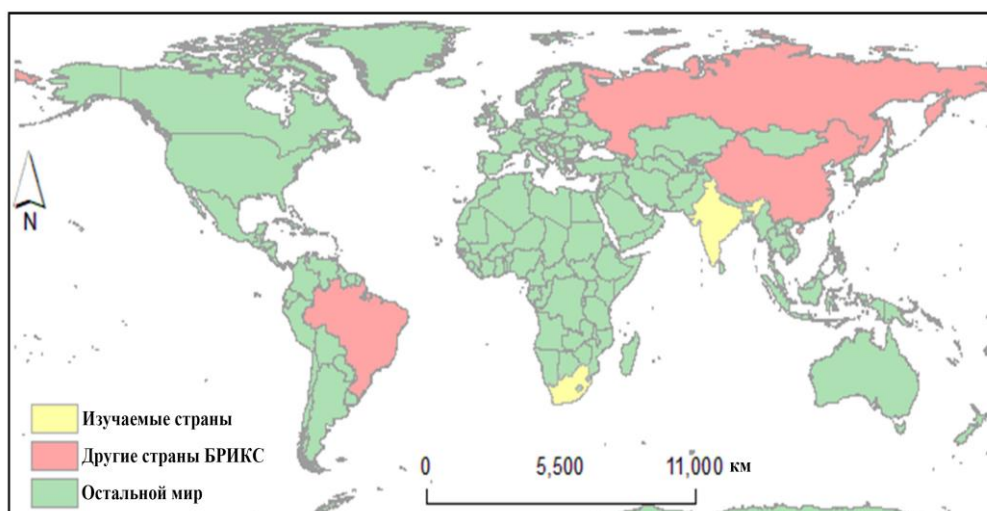 N
Изучаемые страны
Другие страны БРИКС
Остальной мир
0 5,500 11,000 км